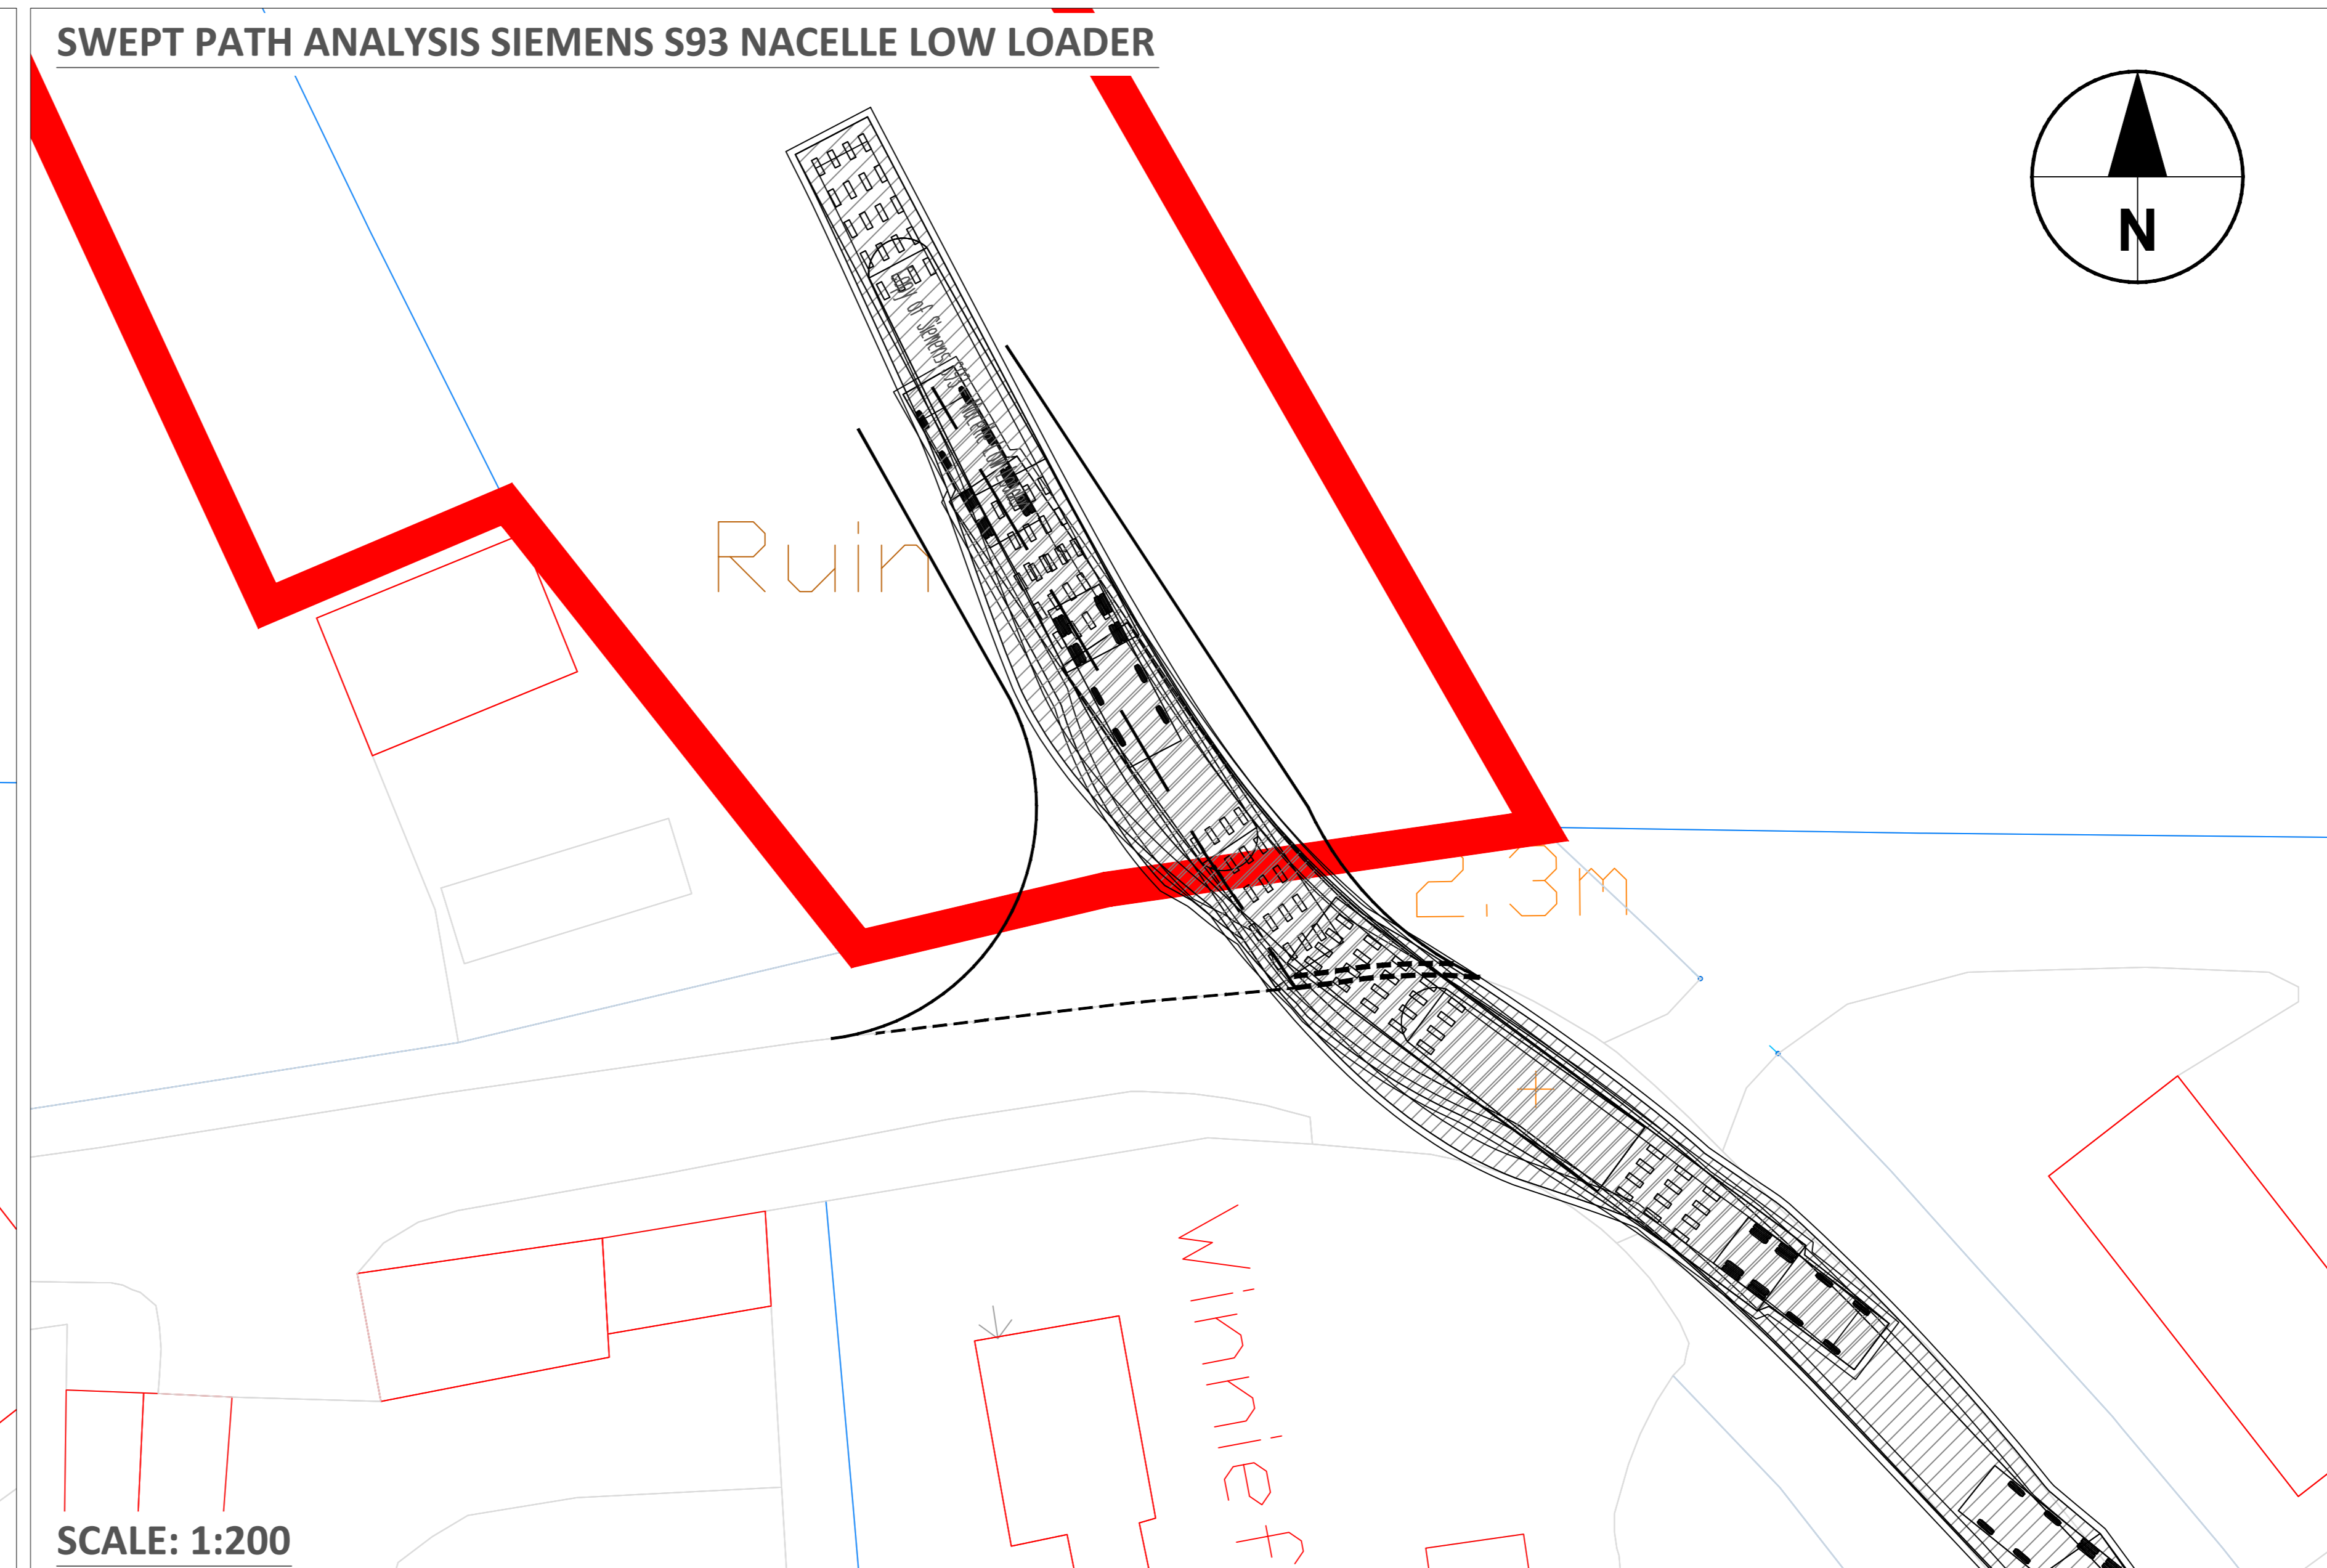 SWEPT PATH ANALYSIS SIEMENS S93 NACELLE LOW LOADER
N
Ruin
2.3m
SCALE: 1:200